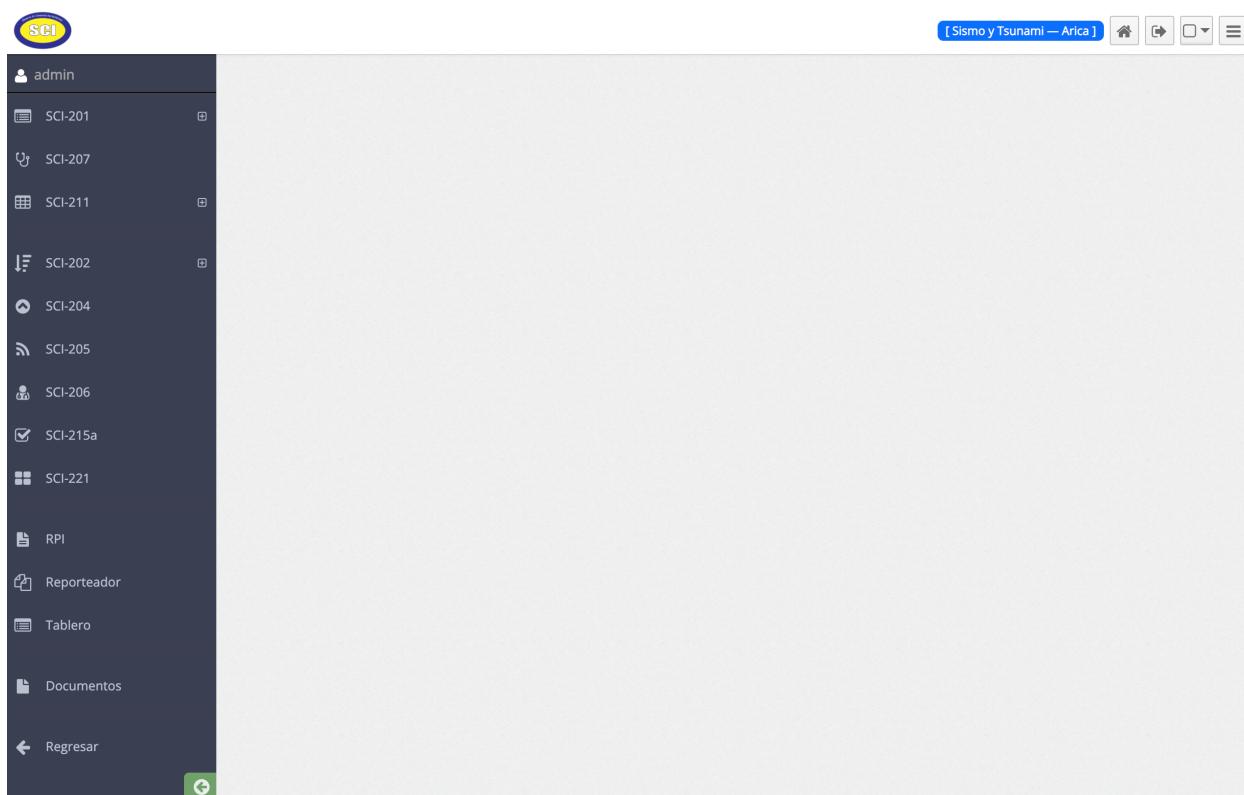 SCI
[ Sismo y Tsunami — Arica ]
admin
SCI-201
SCI-207
SCI-211
SCI-202
SCI-204
SCI-205
SCI-206
SCI-215a
SCI-221
RPI
Reporteador
Tablero
Documentos
Regresar